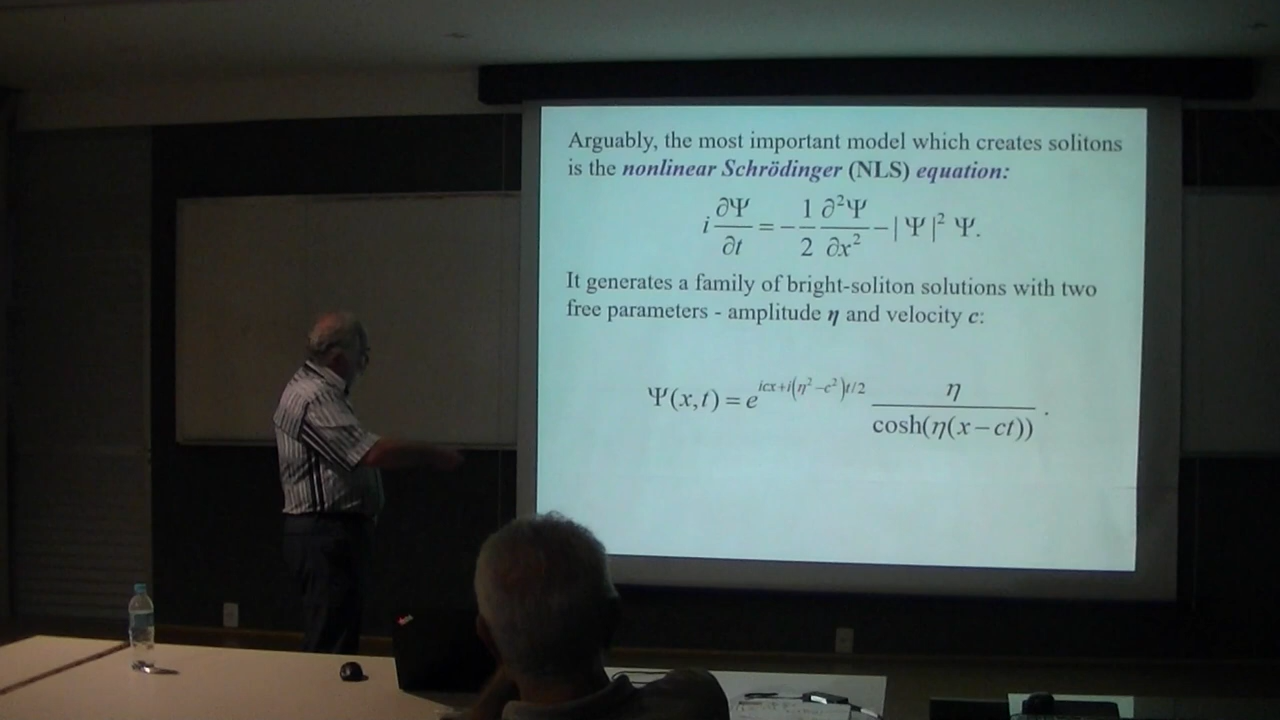 Arguably, the most important model which creates solitons
is the nonlinear Schrödinger (NLS) equation:
i ∂Ψ/∂t = −1/2 ∂²Ψ/∂x² − |Ψ|² Ψ.
It generates a family of bright-soliton solutions with two
free parameters - amplitude η and velocity c:
Ψ(x,t) = e^{icx+i(η²−c²)t/2} η/cosh(η(x−ct)) .